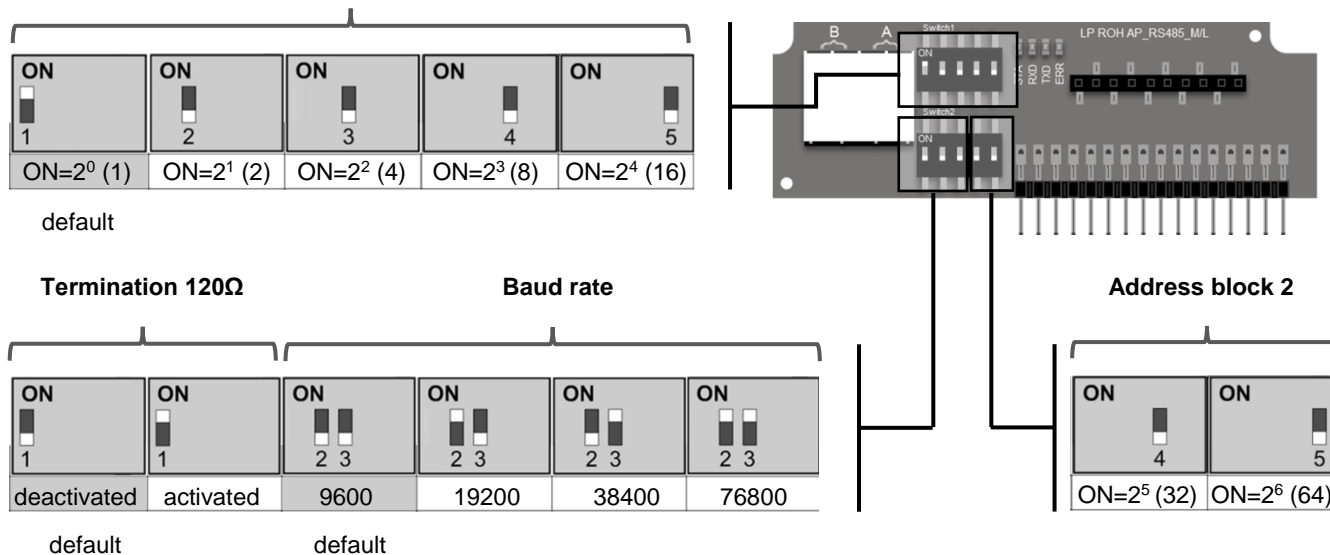 ON ON ON ON ON
1 2 3 4 5
ON=2⁰ (1) ON=2¹ (2) ON=2² (4) ON=2³ (8) ON=2⁴ (16)
default
B A Switch1 LP ROH AP_RS485_M/L
ON
STA RXD TXD ERR
Switch2
ON
Termination 120Ω Baud rate Address block 2
ON ON ON ON ON ON
1 1 2 3 2 3 2 3 2 3
deactivated activated 9600 19200 38400 76800
default default
ON ON
4 5
ON=2⁵ (32) ON=2⁶ (64)